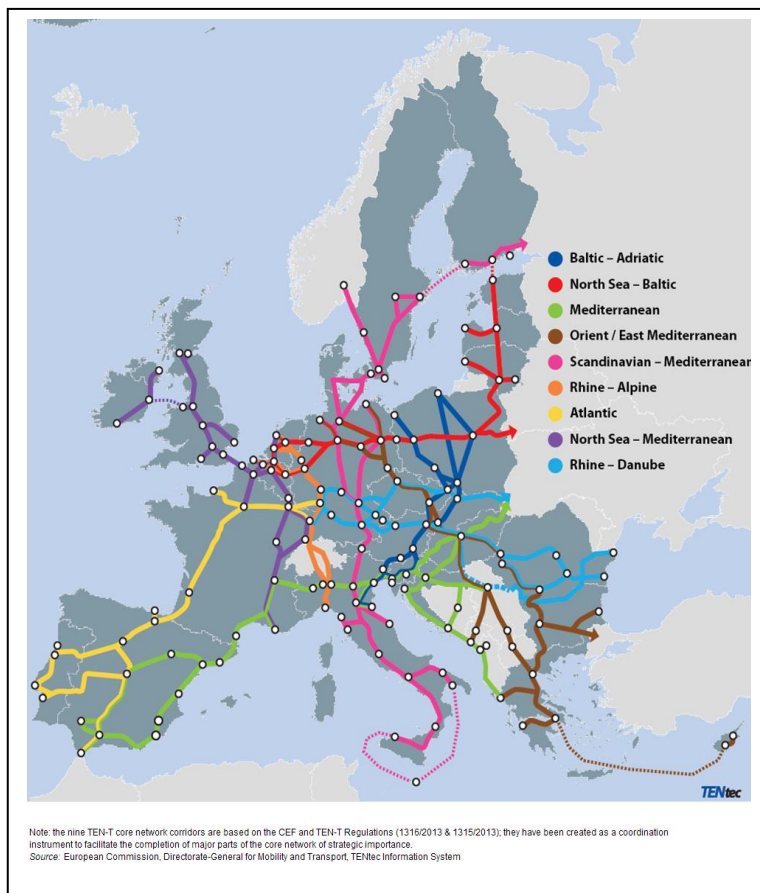 Baltic – Adriatic
North Sea – Baltic
Mediterranean
Orient / East Mediterranean
Scandinavian – Mediterranean
Rhine – Alpine
Atlantic
North Sea – Mediterranean
Rhine – Danube
TENtec
Note: the nine TEN-T core network corridors are based on the CEF and TEN-T Regulations (1316/2013 & 1315/2013); they have been created as a coordination
instrument to facilitate the completion of major parts of the core network of strategic importance.
Source: European Commission, Directorate-General for Mobility and Transport, TENtec Information System